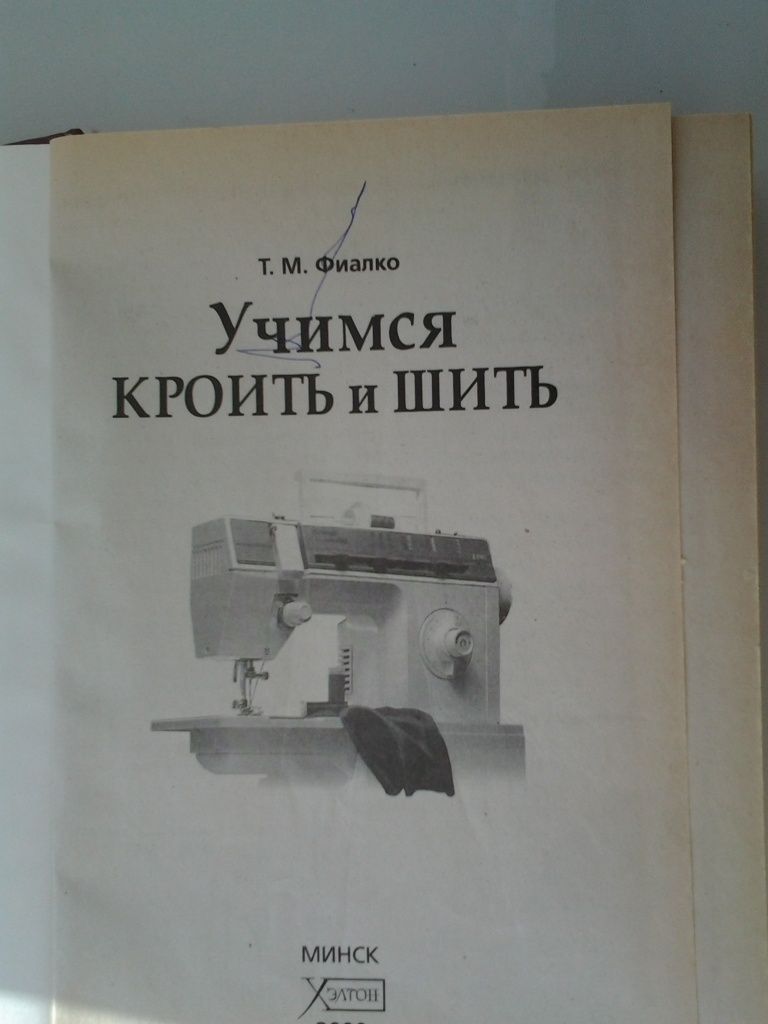 Т. М. Фиалко
Учимся
КРОИТЬ и ШИТЬ
МИНСК
ХЭЛТОН